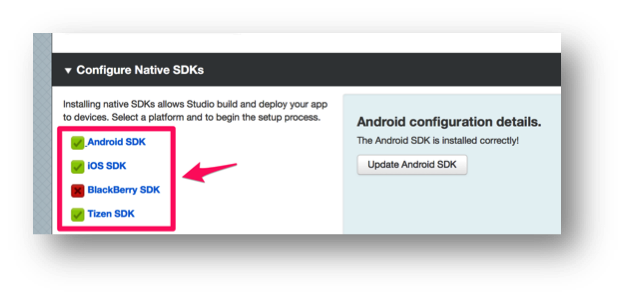 ▼ Configure Native SDKs
Installing native SDKs allows Studio build and deploy your app
to devices. Select a platform and to begin the setup process.
Android SDK
iOS SDK
BlackBerry SDK
Tizen SDK
Android configuration details.
The Android SDK is installed correctly!
Update Android SDK